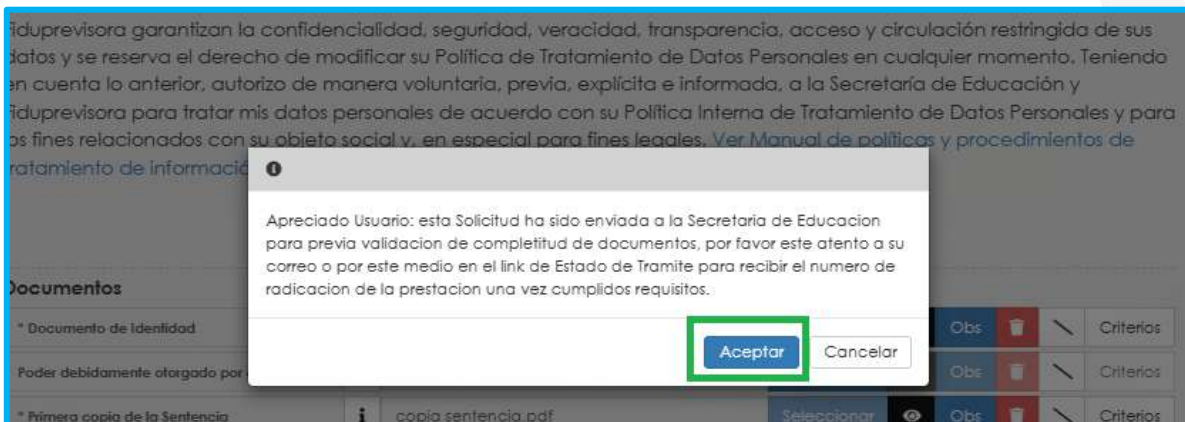 iduprevisora garantizan la confidencialidad, seguridad, veracidad, transparencia, acceso y circulación restringida de sus
datos y se reserva el derecho de modificar su Política de Tratamiento de Datos Personales en cualquier momento. Teniendo
en cuenta lo anterior, autorizo de manera voluntaria, previa, explícita e informada, a la Secretaría de Educación y
iduprevisora para tratar mis datos personales de acuerdo con su Política Interna de Tratamiento de Datos Personales y para
os fines relacionados con su objeto social y, en especial para fines legales. Ver Manual de políticas y procedimientos de
ratamiento de informació
Apreciado Usuario: esta Solicitud ha sido enviada a la Secretaria de Educacion
para previa validacion de completitud de documentos, por favor este atento a su
correo o por este medio en el link de Estado de Tramite para recibir el numero de
radicacion de la prestacion una vez cumplidos requisitos.
Aceptar Cancelar
Documentos
* Documento de Identidad Obs Criterios
Poder debidamente otorgado por Obs Criterios
* Primera copia de la Sentencia i copia sentencia.pdf Seleccionar Obs Criterios